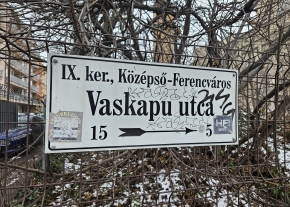 IX. ker., Középső-Ferencváros
Vaskapu utca
15 5